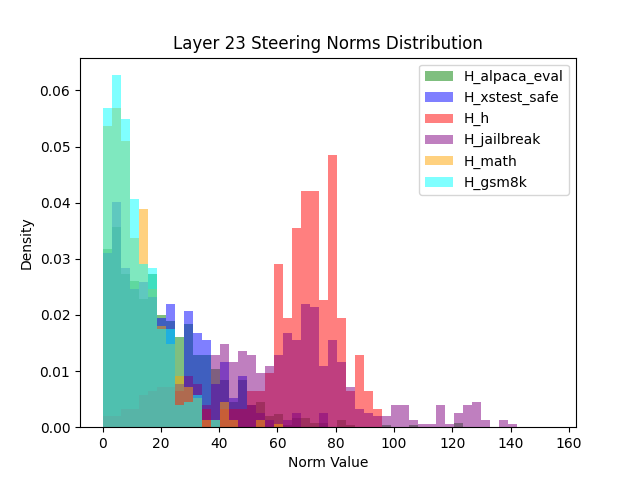 Layer 23 Steering Norms Distribution
H_alpaca_eval
H_xstest_safe
H_h
H_jailbreak
H_math
H_gsm8k
Density
0.06
0.05
0.04
0.03
0.02
0.01
0.00
0 20 40 60 80 100 120 140 160
Norm Value